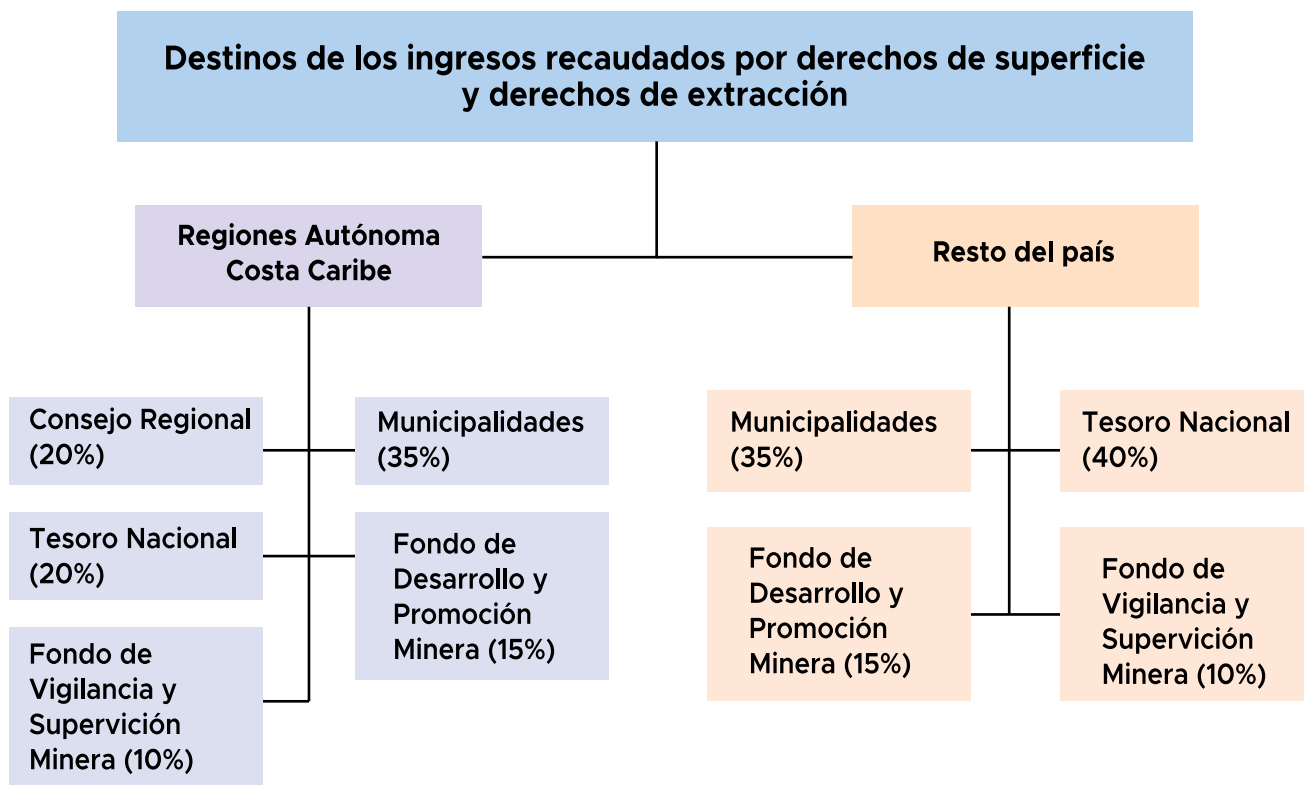 Destinos de los ingresos recaudados por derechos de superficie
y derechos de extracción
Regiones Autónoma
Costa Caribe
Resto del país
Consejo Regional
(20%)
Municipalidades
(35%)
Tesoro Nacional
(20%)
Fondo de
Desarrollo y
Promoción
Minera (15%)
Fondo de
Vigilancia y
Supervición
Minera (10%)
Municipalidades
(35%)
Tesoro Nacional
(40%)
Fondo de
Desarrollo y
Promoción
Minera (15%)
Fondo de
Vigilancia y
Supervición
Minera (10%)